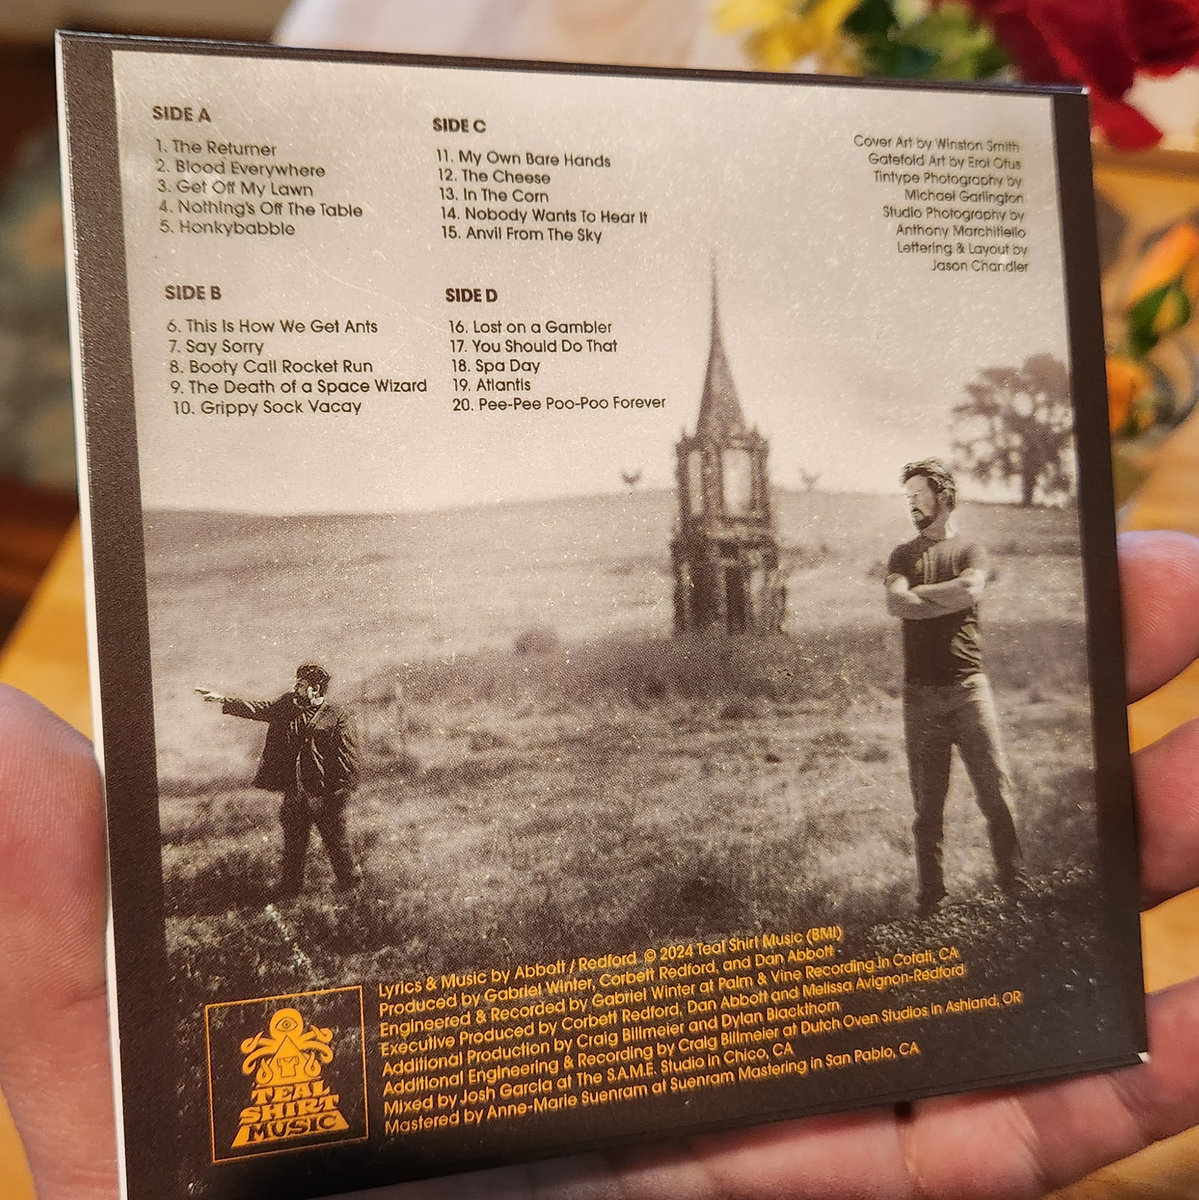 SIDE A
1. The Returner
2. Blood Everywhere
3. Get Off My Lawn
4. Nothing's Off The Table
5. Honkybabble
SIDE B
6. This Is How We Get Ants
7. Say Sorry
8. Booty Call Rocket Run
9. The Death of a Space Wizard
10. Grippy Sock Vacay
SIDE C
11. My Own Bare Hands
12. The Cheese
13. In The Corn
14. Nobody Wants To Hear It
15. Anvil From The Sky
SIDE D
16. Lost on a Gambler
17. You Should Do That
18. Spa Day
19. Atlantis
20. Pee-Pee Poo-Poo Forever
Cover Art by Winston Smith
Gatefold Art by Erol Otus
Tintype Photography by
Michael Garlington
Studio Photography by
Anthony Marchitiello
Lettering & Layout by
Jason Chandler
Lyrics & Music by Abbott / Redford © 2024 Teal Shirt Music (BMI)
Produced by Gabriel Winter, Corbett Redford, and Dan Abbott -
Engineered & Recorded by Gabriel Winter at Palm & Vine Recording in Cotati, CA
Executive Produced by Corbett Redford, Dan Abbott and Melissa Avignon-Redford
Additional Production by Craig Billmeier and Dylan Blackthorn
Additional Engineering & Recording by Craig Billmeier at Dutch Oven Studios in Ashland, OR
Mixed by Josh Garcia at The S.A.M.E. Studio in Chico, CA
Mastered by Anne-Marie Suenram at Suenram Mastering in San Pablo, CA
TEAL
SHIRT
MUSIC